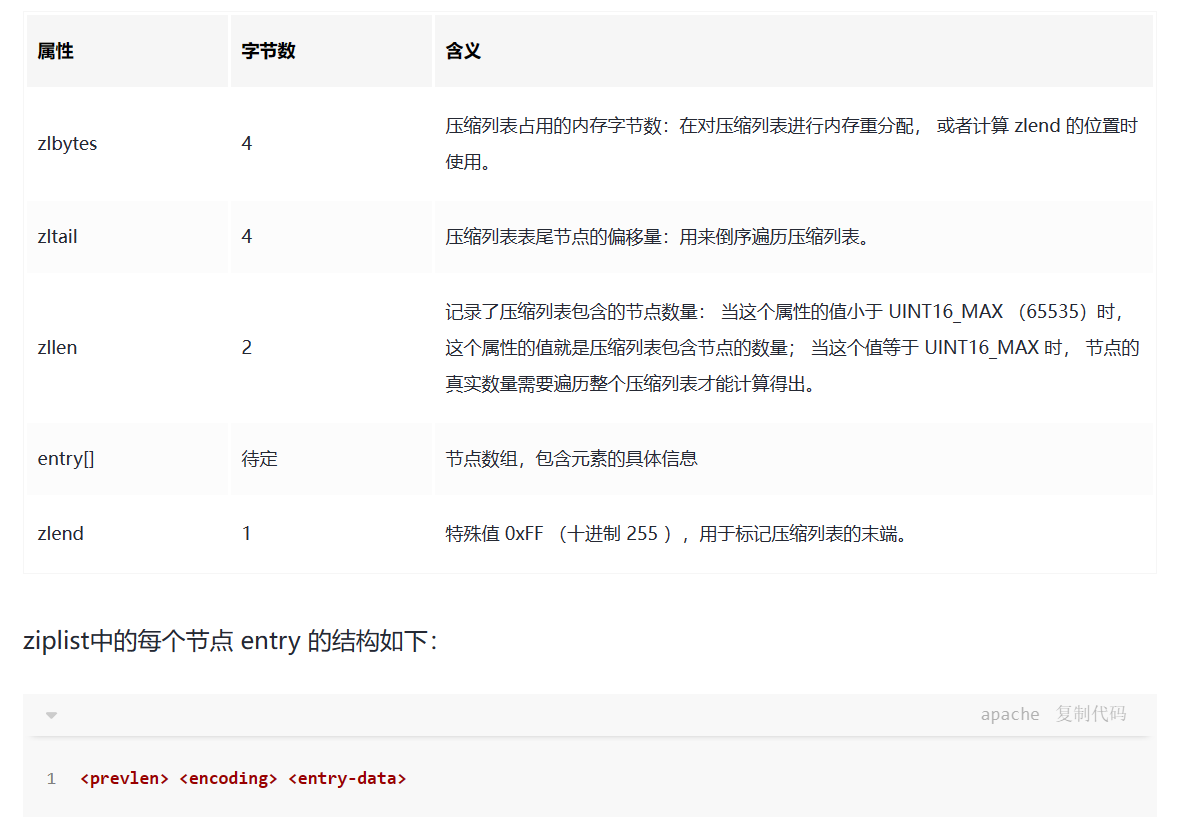 属性 字节数 含义
zlbytes 4 压缩列表占用的内存字节数：在对压缩列表进行内存重分配， 或者计算 zlend 的位置时
使用。
zltail 4 压缩列表表尾节点的偏移量：用来倒序遍历压缩列表。
记录了压缩列表包含的节点数量： 当这个属性的值小于 UINT16_MAX （65535）时，
zllen 2 这个属性的值就是压缩列表包含节点的数量； 当这个值等于 UINT16_MAX 时， 节点的
真实数量需要遍历整个压缩列表才能计算得出。
entry[] 待定 节点数组，包含元素的具体信息
zlend 1 特殊值 0xFF （十进制 255 ），用于标记压缩列表的末端。
ziplist中的每个节点 entry 的结构如下：
apache 复制代码
1 <prevlen> <encoding> <entry-data>